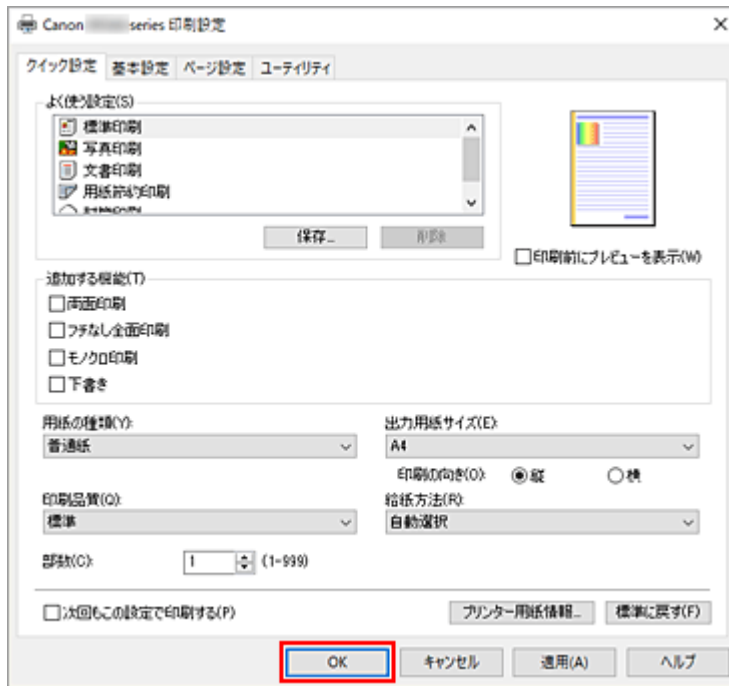 Canon series 印刷設定
クイック設定 基本設定 ページ設定 ユーティリティ
よく使う設定(S)
標準印刷
写真印刷
文書印刷
用紙節約印刷
保存... 削除
印刷前にプレビューを表示(W)
追加する機能(T)
両面印刷
フチなし全面印刷
モノクロ印刷
下書き
用紙の種類(Y): 出力用紙サイズ(E):
普通紙 A4
印刷の向き(O): 縦 横
印刷品質(Q): 給紙方法(R):
標準 自動選択
部数(C): 1 (1-999)
次回もこの設定で印刷する(P) プリンター用紙情報... 標準に戻す(F)
OK キャンセル 適用(A) ヘルプ